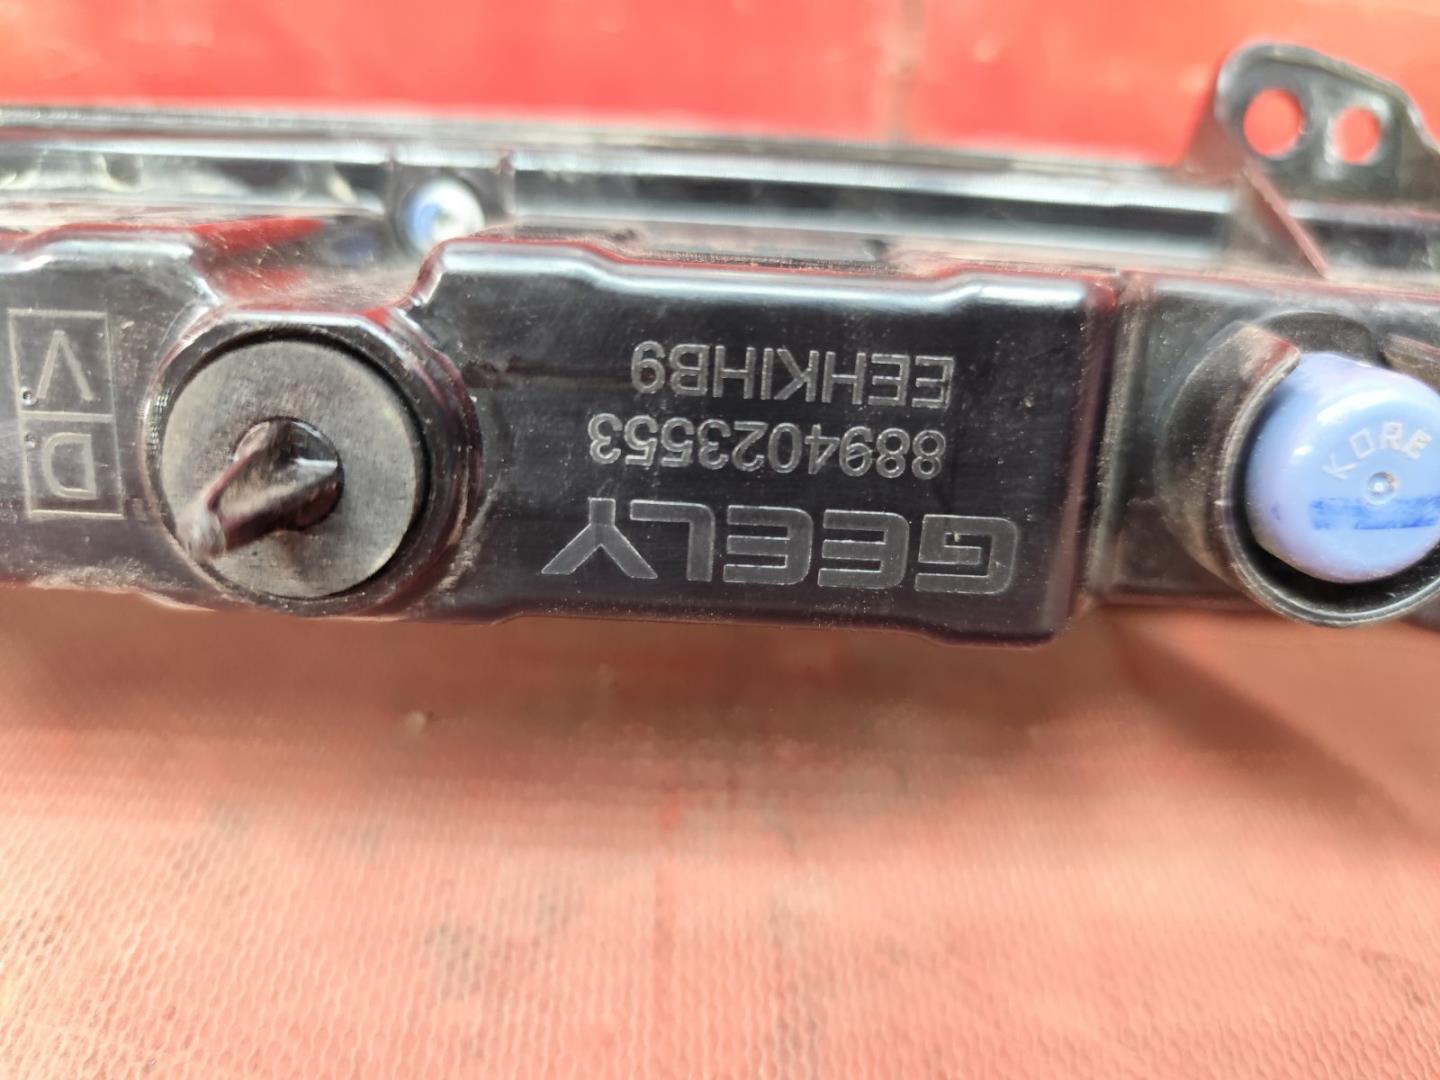 GEELY
8894023553
EEHKIHB9
D
V
KORE